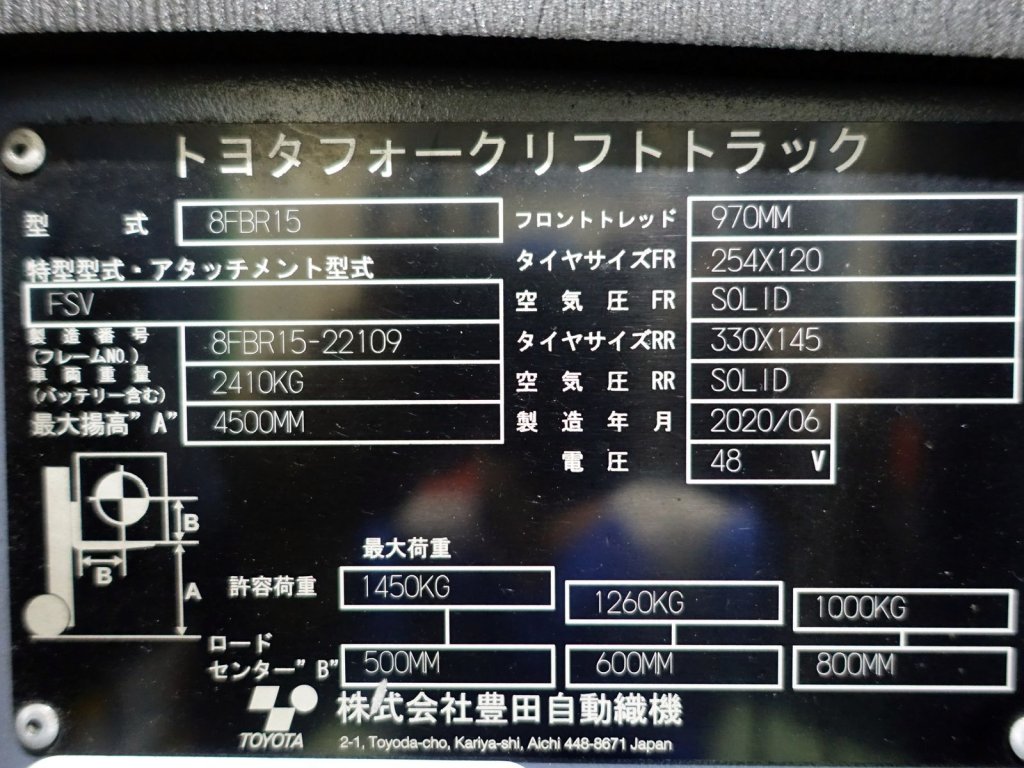 トヨタフォークリフトトラック
型 式 8FBR15
特型型式・アタッチメント型式
FSV
製造番号 (フレームNO.) 8FBR15-22109
車両重量 (バッテリー含む) 2410KG
最大揚高"A" 4500MM
フロントトレッド 970MM
タイヤサイズFR 254X120
空気圧FR SOLID
タイヤサイズRR 330X145
空気圧RR SOLID
製造年月 2020/06
電圧 48 V
B
B
A
最大荷重
許容荷重 1450KG 1260KG 1000KG
ロードセンター"B" 500MM 600MM 800MM
TOYOTA
株式会社豊田自動織機
2-1, Toyoda-cho, Kariya-shi, Aichi 448-8671 Japan